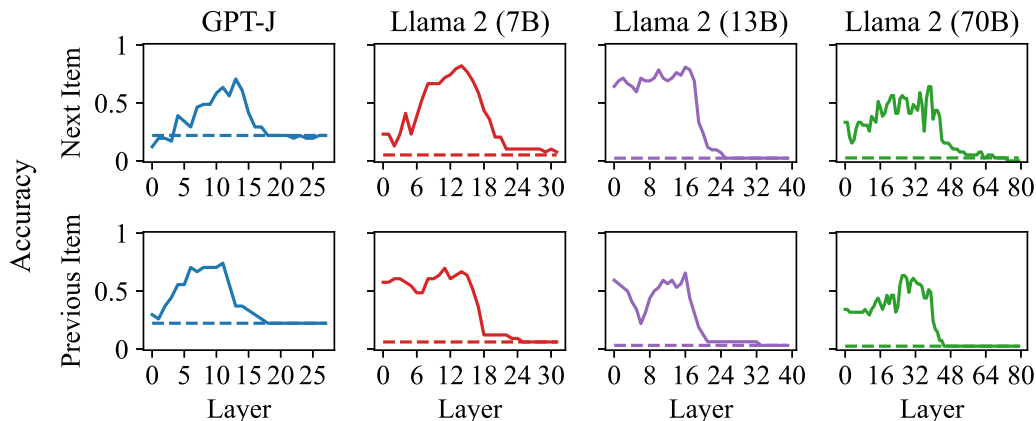 GPT-J Llama 2 (7B) Llama 2 (13B) Llama 2 (70B)
Accuracy
Next Item
1
0.5
0
0 5 10 15 20 25
0 6 12 18 24 30
0 8 16 24 32 40
0 16 32 48 64 80
Previous Item
1
0.5
0
0 5 10 15 20 25
0 6 12 18 24 30
0 8 16 24 32 40
0 16 32 48 64 80
Layer Layer Layer Layer